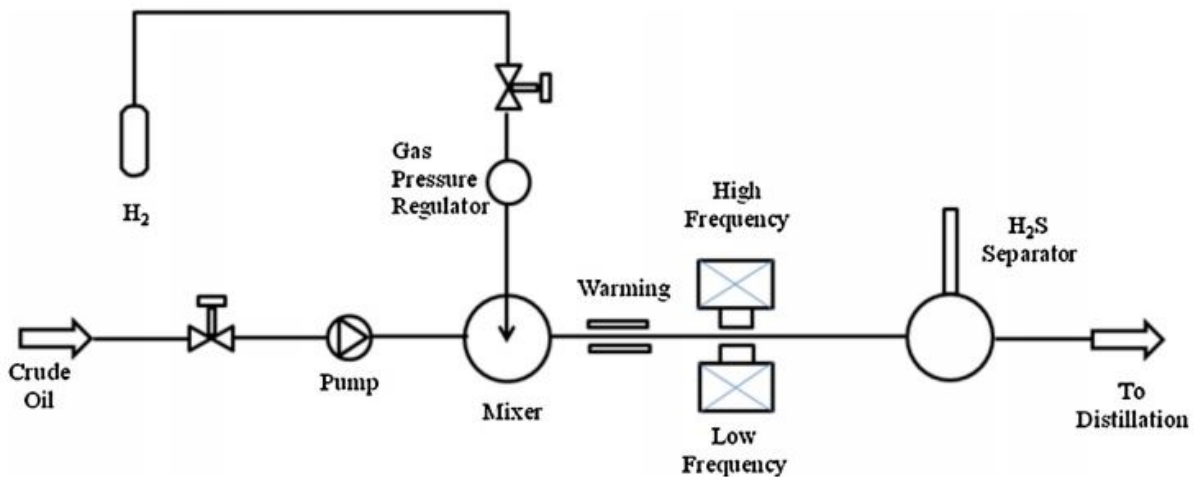 Gas
Pressure
Regulator
H₂
High
Frequency
H₂S
Separator
Warming
Crude
Oil
Pump
Mixer
Low
Frequency
To
Distillation